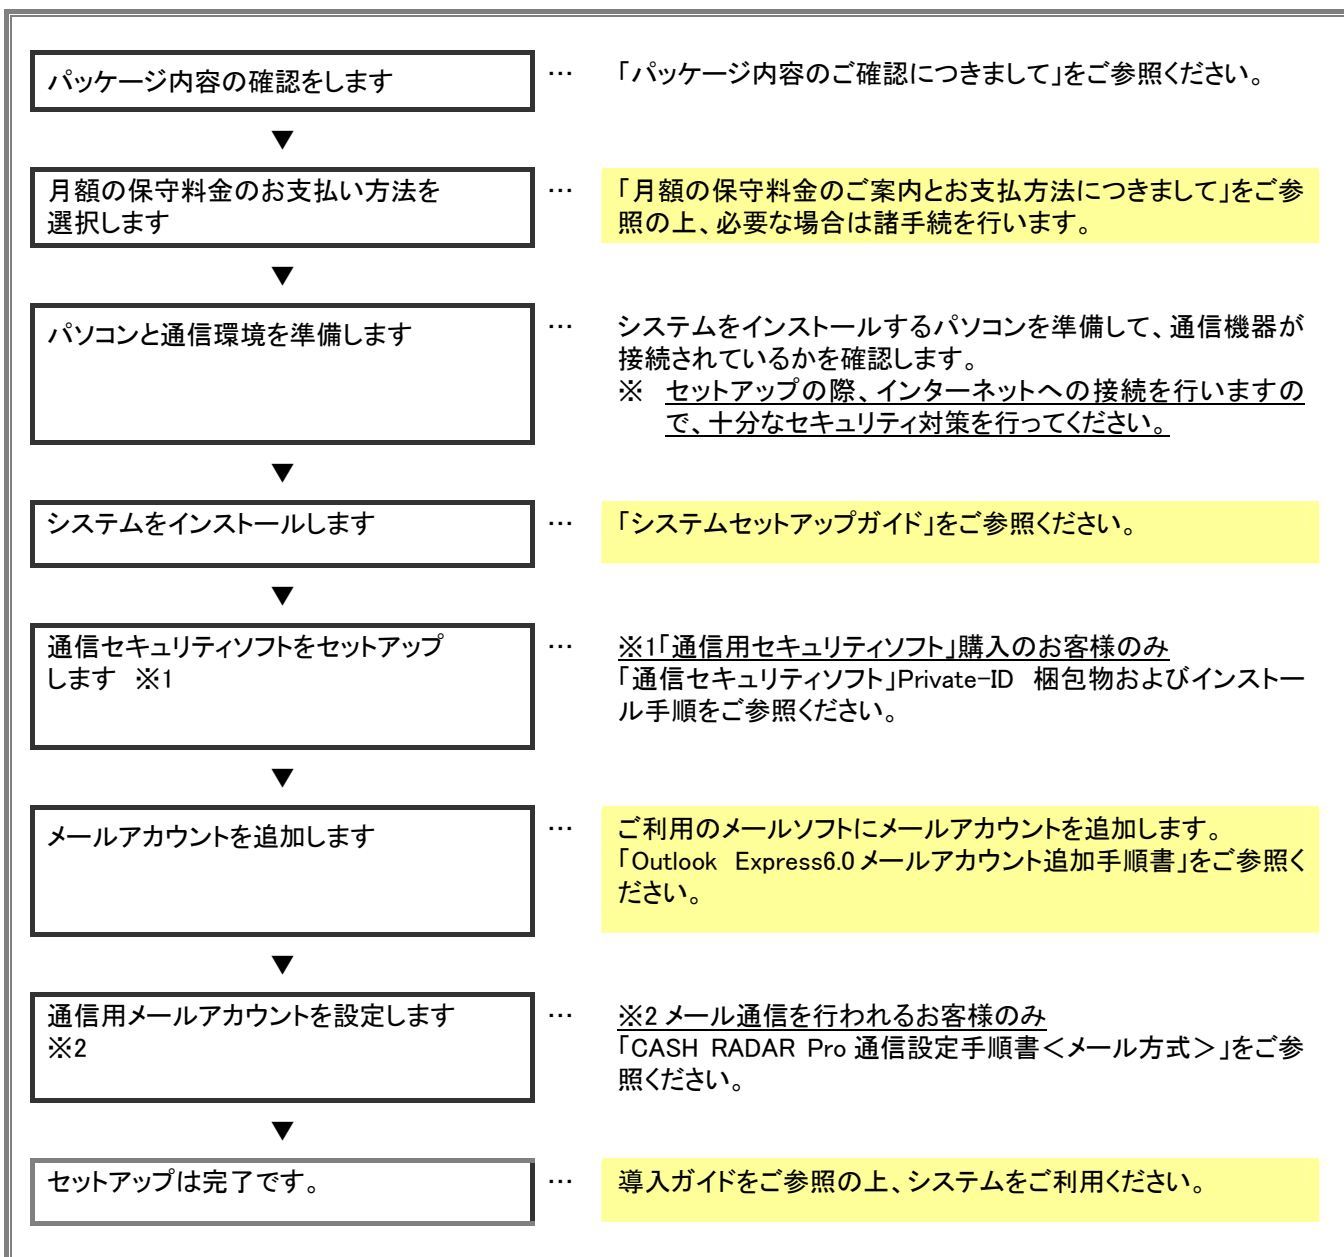 パッケージ内容の確認をします
… 「パッケージ内容のご確認につきまして」をご参照ください。
▼
月額の保守料金のお支払い方法を
選択します
… 「月額の保守料金のご案内とお支払方法につきまして」をご参
照の上、必要な場合は諸手続を行います。
▼
パソコンと通信環境を準備します
… システムをインストールするパソコンを準備して、通信機器が
接続されているかを確認します。
※ セットアップの際、インターネットへの接続を行いますの
で、十分なセキュリティ対策を行ってください。
▼
システムをインストールします
… 「システムセットアップガイド」をご参照ください。
▼
通信セキュリティソフトをセットアップ
します ※1
… ※1「通信用セキュリティソフト」購入のお客様のみ
「通信セキュリティソフト」Private-ID 梱包物およびインストー
ル手順をご参照ください。
▼
メールアカウントを追加します
… ご利用のメールソフトにメールアカウントを追加します。
「Outlook Express6.0メールアカウント追加手順書」をご参照く
ださい。
▼
通信用メールアカウントを設定します
※2
… ※2 メール通信を行われるお客様のみ
「CASH RADAR Pro 通信設定手順書＜メール方式＞」をご参
照ください。
▼
セットアップは完了です。
… 導入ガイドをご参照の上、システムをご利用ください。